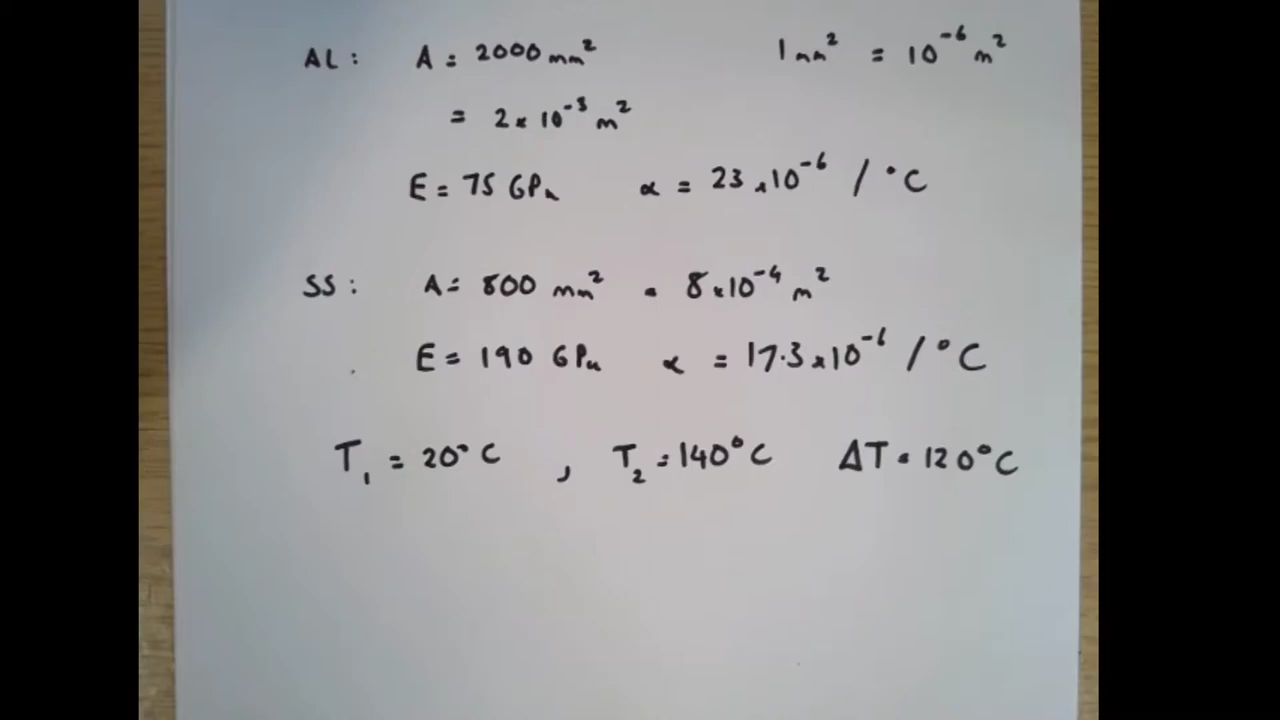 AL: A = 2000 mm² 1 mm² = 10⁻⁶ m²
= 2 × 10⁻³ m²
E = 75 GPa α = 23 × 10⁻⁶ / °C
SS: A = 800 mm² = 8 × 10⁻⁴ m²
E = 190 GPa α = 17.3 × 10⁻⁶ / °C
T₁ = 20°C , T₂ = 140°C ΔT = 120°C